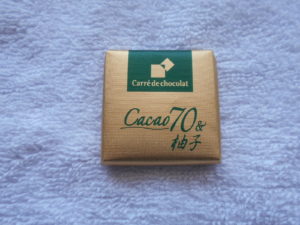 Carré de chocolat
Cacao70&
柚子